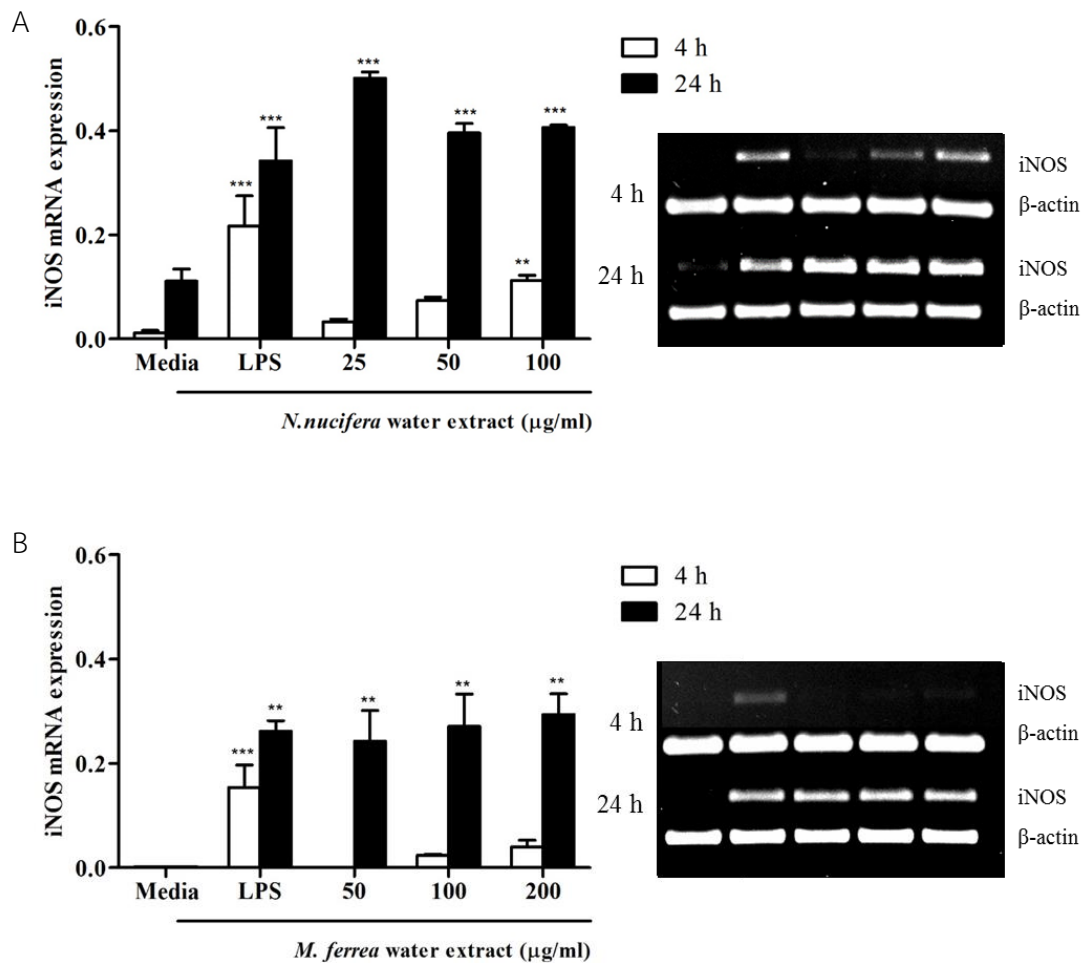 A
iNOS mRNA expression
0.6
0.4
0.2
0.0
***
***
***
***
**
***
Media LPS 25 50 100
N.nucifera water extract (μg/ml)
4 h
24 h
4 h
24 h
iNOS
β-actin
iNOS
β-actin
B
iNOS mRNA expression
0.6
0.4
0.2
0.0
***
**
**
**
**
Media LPS 50 100 200
M. ferrea water extract (μg/ml)
4 h
24 h
4 h
24 h
iNOS
β-actin
iNOS
β-actin